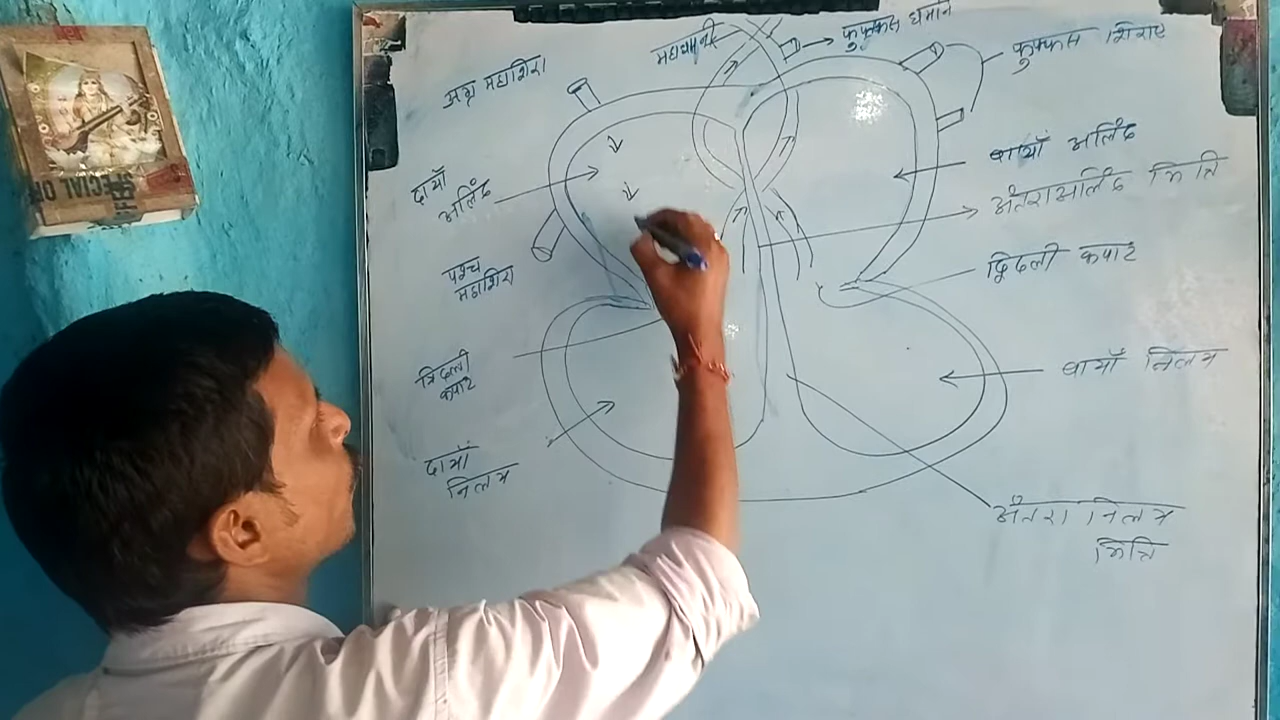 महाधमनी
फुफ्फुस धमनि
फुफ्फुस शिराए
अग्र महाशिरा
दायाँ
अलिंद
बायाँ अलिंद
अंतराअलिंद भित्ति
पश्च
महाशिरा
द्विदली कपाट
त्रिदली
कपाट
बायाँ निलय
दायाँ
निलय
अंतरा निलय
भित्ति